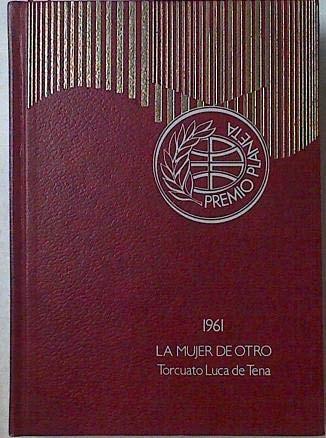 PREMIO PLANETA
1961
LA MUJER DE OTRO
Torcuato Luca de Tena